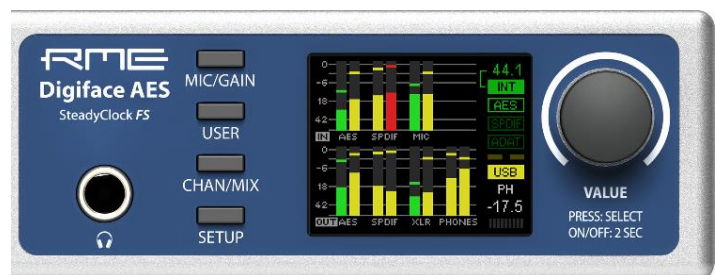 RME
Digiface AES
SteadyClock FS
MIC/GAIN
USER
CHAN/MIX
SETUP
0
-6
18
42
IN AES SPDIF MIC
0
-6
18
42
OUT AES SPDIF XLR PHONES
44.1
INT
AES
SPDIF
ADAT
USB
PH
-17.5
VALUE
PRESS: SELECT
ON/OFF: 2 SEC